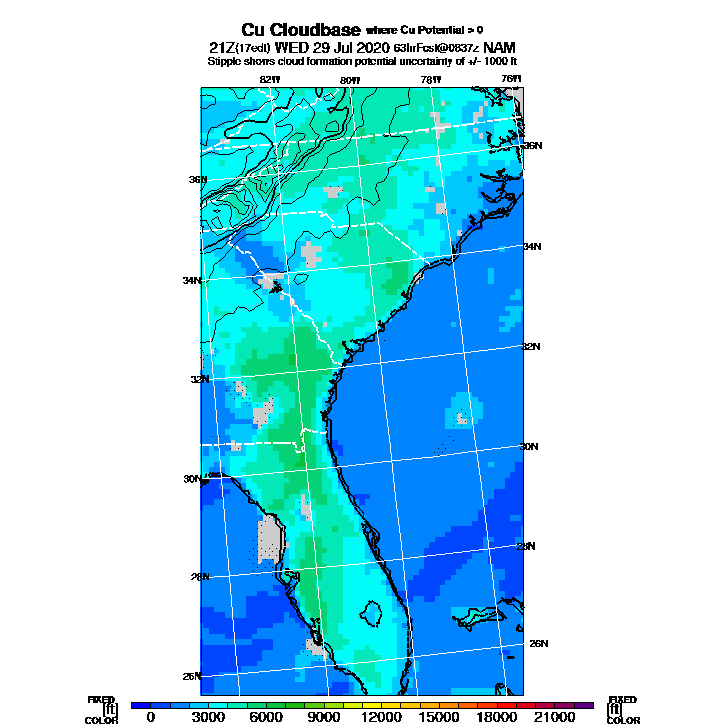 Cu Cloudbase where Cu Potential > 0
21Z(17edt) WED 29 Jul 2020 63hrFcst@0837z NAM
Stipple shows cloud formation potential uncertainty of +/- 1000 ft
82W 80W 78W 76W
36N
36N
34N
34N
32N
32N
30N
30N
28N
28N
26N
26N
FIXED FIXED
[ft] [ft]
COLOR 0 3000 6000 9000 12000 15000 18000 21000 COLOR